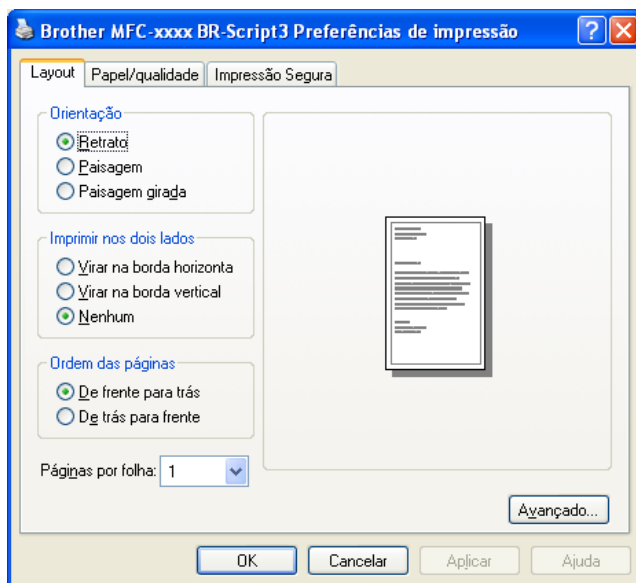 Brother MFC-xxxx BR-Script3 Preferências de impressão
Layout Papel/qualidade Impressão Segura
Orientação
Retrato
Paisagem
Paisagem girada
Imprimir nos dois lados
Virar na borda horizonta
Virar na borda vertical
Nenhum
Ordem das páginas
De frente para trás
De trás para frente
Páginas por folha: 1
Avançado...
OK Cancelar Aplicar Ajuda